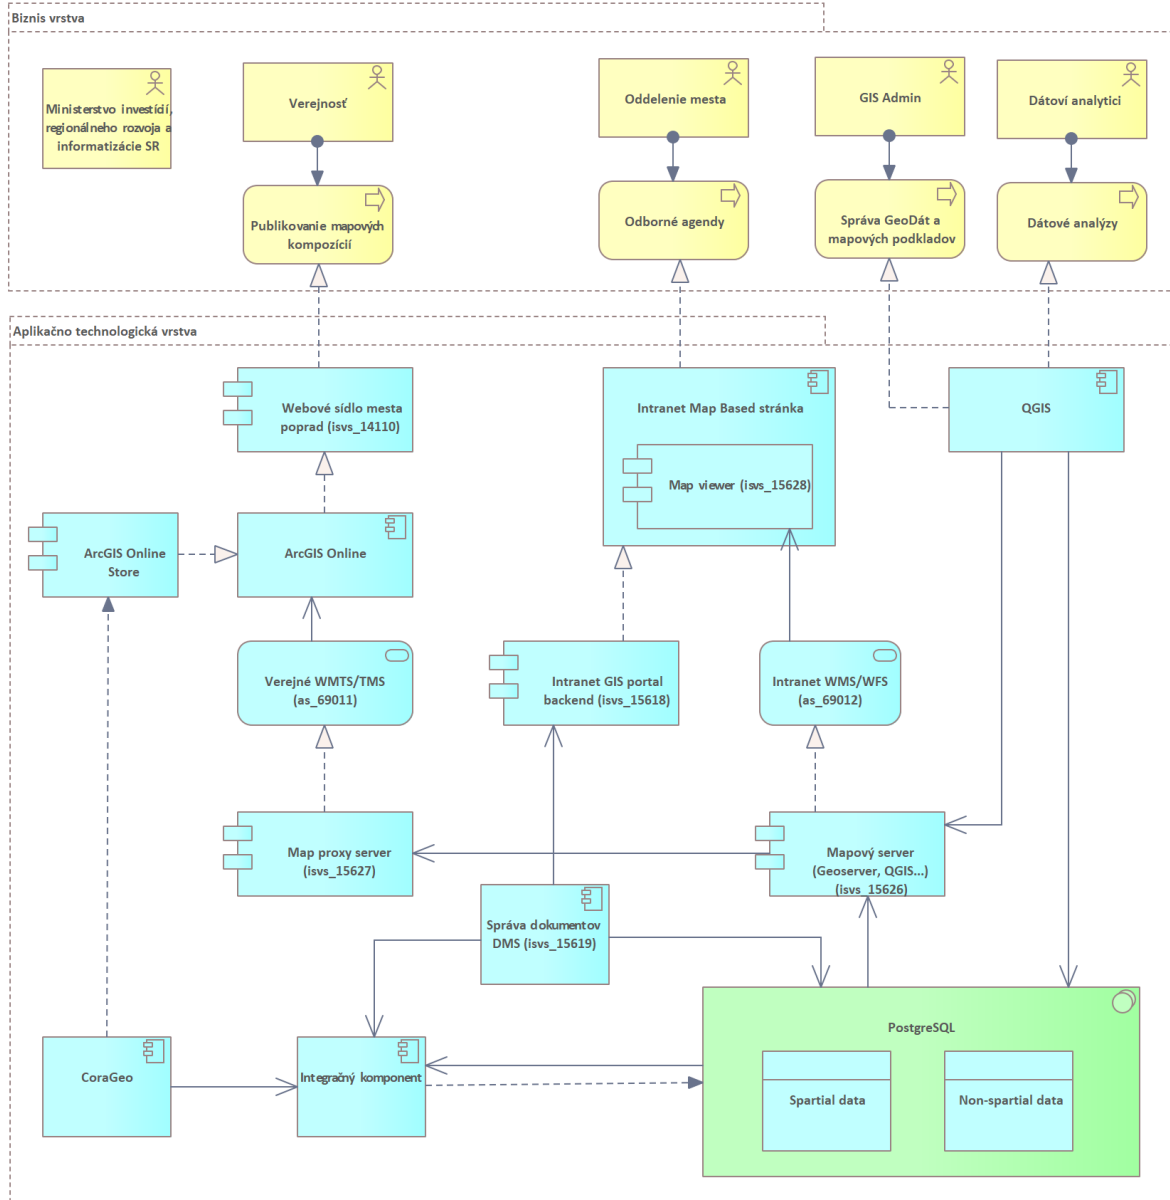 Biznis vrstva
Ministerstvo investícií,
regionálneho rozvoja a
informatizácie SR
Verejnosť
Oddelenie mesta
GIS Admin
Dátoví analytici
Publikovanie mapových
kompozícií
Odborné agendy
Správa GeoDát a
mapových podkladov
Dátové analýzy
Aplikačno technologická vrstva
Webové sídlo mesta
poprad (isvs_14110)
Intranet Map Based stránka
Map viewer (isvs_15628)
QGIS
ArcGIS Online
Store
ArcGIS Online
Verejné WMTS/TMS
(as_69011)
Intranet GIS portal
backend (isvs_15618)
Intranet WMS/WFS
(as_69012)
Map proxy server
(isvs_15627)
Mapový server
(Geoserver, QGIS...)
(isvs_15626)
Správa dokumentov
DMS (isvs_15619)
CoraGeo
Integračný komponent
PostgreSQL
Spartial data
Non-spartial data